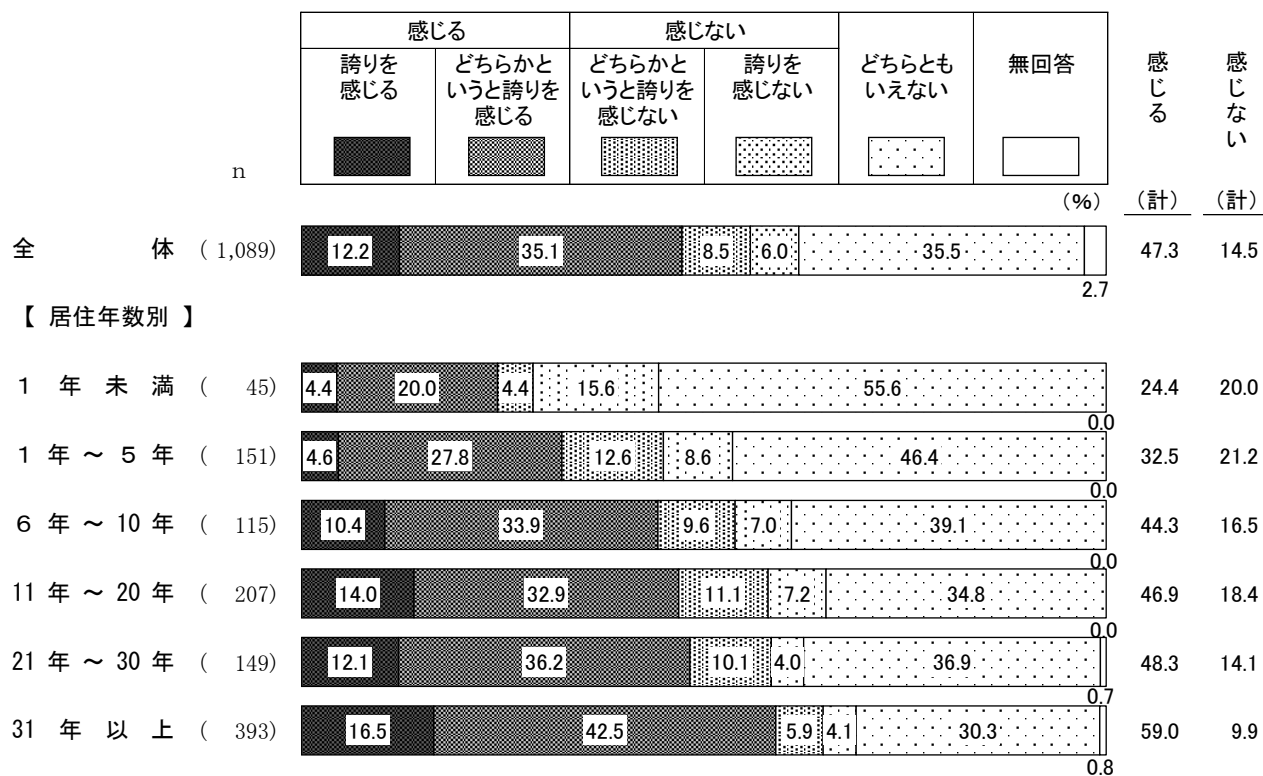 感じる 感じない
誇りを感じる どちらかというと誇りを感じる どちらかというと誇りを感じない 誇りを感じない どちらともいえない 無回答 感じる 感じない
n
(%) (計) (計)
全 体 ( 1,089) 12.2 35.1 8.5 6.0 35.5 47.3 14.5
2.7
【 居住年数別 】
1 年 未 満 ( 45) 4.4 20.0 4.4 15.6 55.6 24.4 20.0
0.0
1 年 ～ 5 年 ( 151) 4.6 27.8 12.6 8.6 46.4 32.5 21.2
0.0
6 年 ～ 10 年 ( 115) 10.4 33.9 9.6 7.0 39.1 44.3 16.5
0.0
11 年 ～ 20 年 ( 207) 14.0 32.9 11.1 7.2 34.8 46.9 18.4
0.0
21 年 ～ 30 年 ( 149) 12.1 36.2 10.1 4.0 36.9 48.3 14.1
0.7
31 年 以 上 ( 393) 16.5 42.5 5.9 4.1 30.3 59.0 9.9
0.8